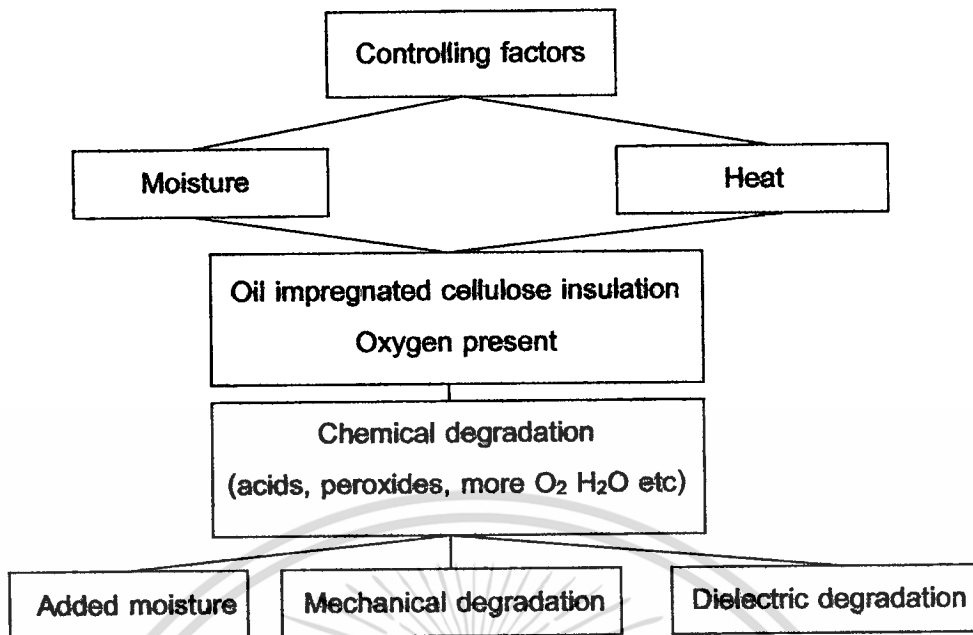 Controlling factors
Moisture
Heat
Oil impregnated cellulose insulation
Oxygen present
Chemical degradation
(acids, peroxides, more O₂ H₂O etc)
Added moisture
Mechanical degradation
Dielectric degradation